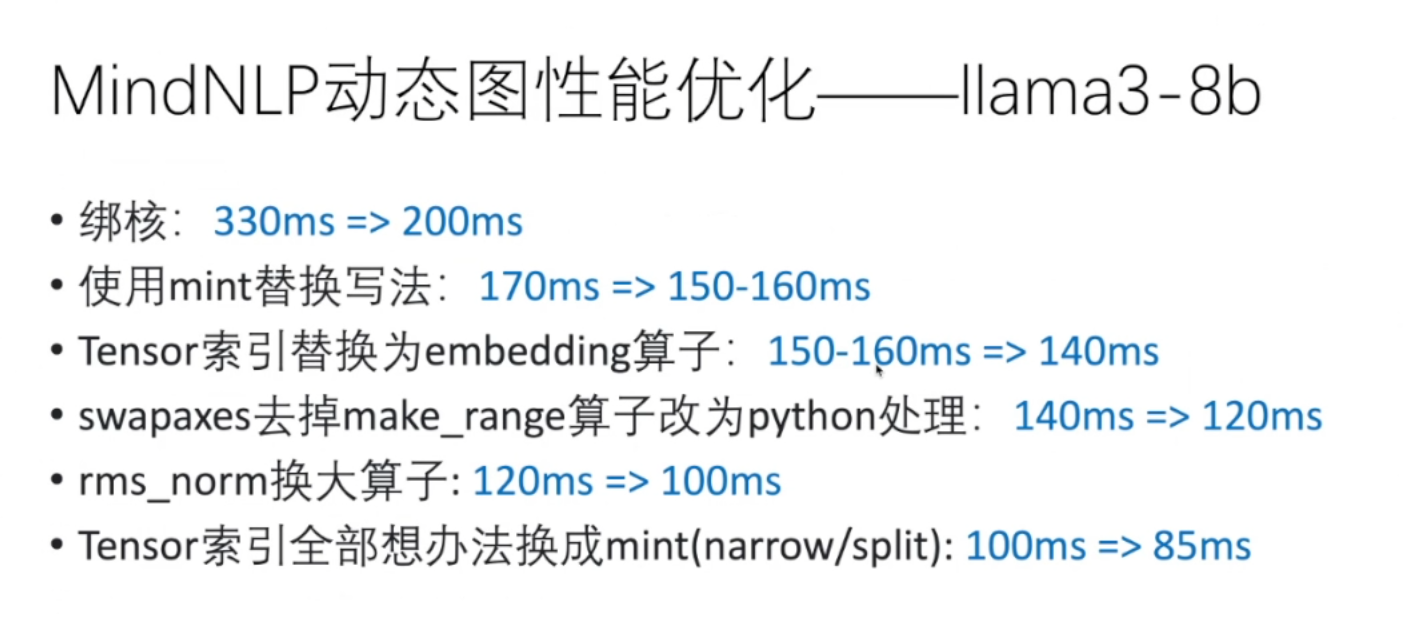 MindNLP动态图性能优化——llama3-8b
• 绑核：330ms => 200ms
• 使用mint替换写法：170ms => 150-160ms
• Tensor索引替换为embedding算子：150-160ms => 140ms
• swapaxes去掉make_range算子改为python处理：140ms => 120ms
• rms_norm换大算子: 120ms => 100ms
• Tensor索引全部想办法换成mint(narrow/split): 100ms => 85ms